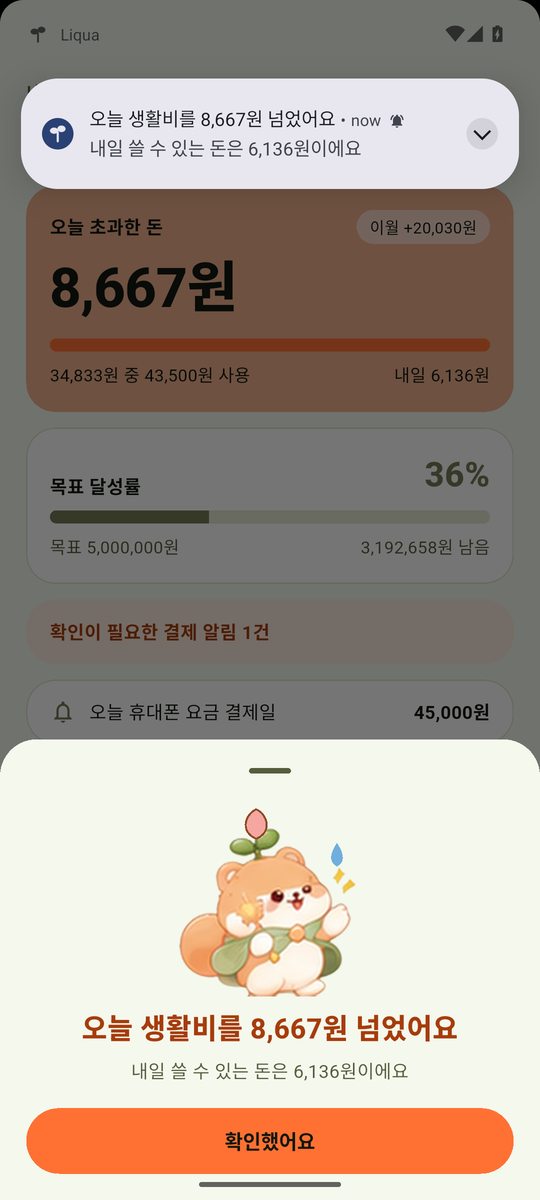 Liqua
오늘 생활비를 8,667원 넘었어요 • now
내일 쓸 수 있는 돈은 6,136원이에요
오늘 초과한 돈
이월 +20,030원
8,667원
34,833원 중 43,500원 사용
내일 6,136원
목표 달성률
36%
목표 5,000,000원
3,192,658원 남음
확인이 필요한 결제 알림 1건
오늘 휴대폰 요금 결제일
45,000원
오늘 생활비를 8,667원 넘었어요
내일 쓸 수 있는 돈은 6,136원이에요
확인했어요